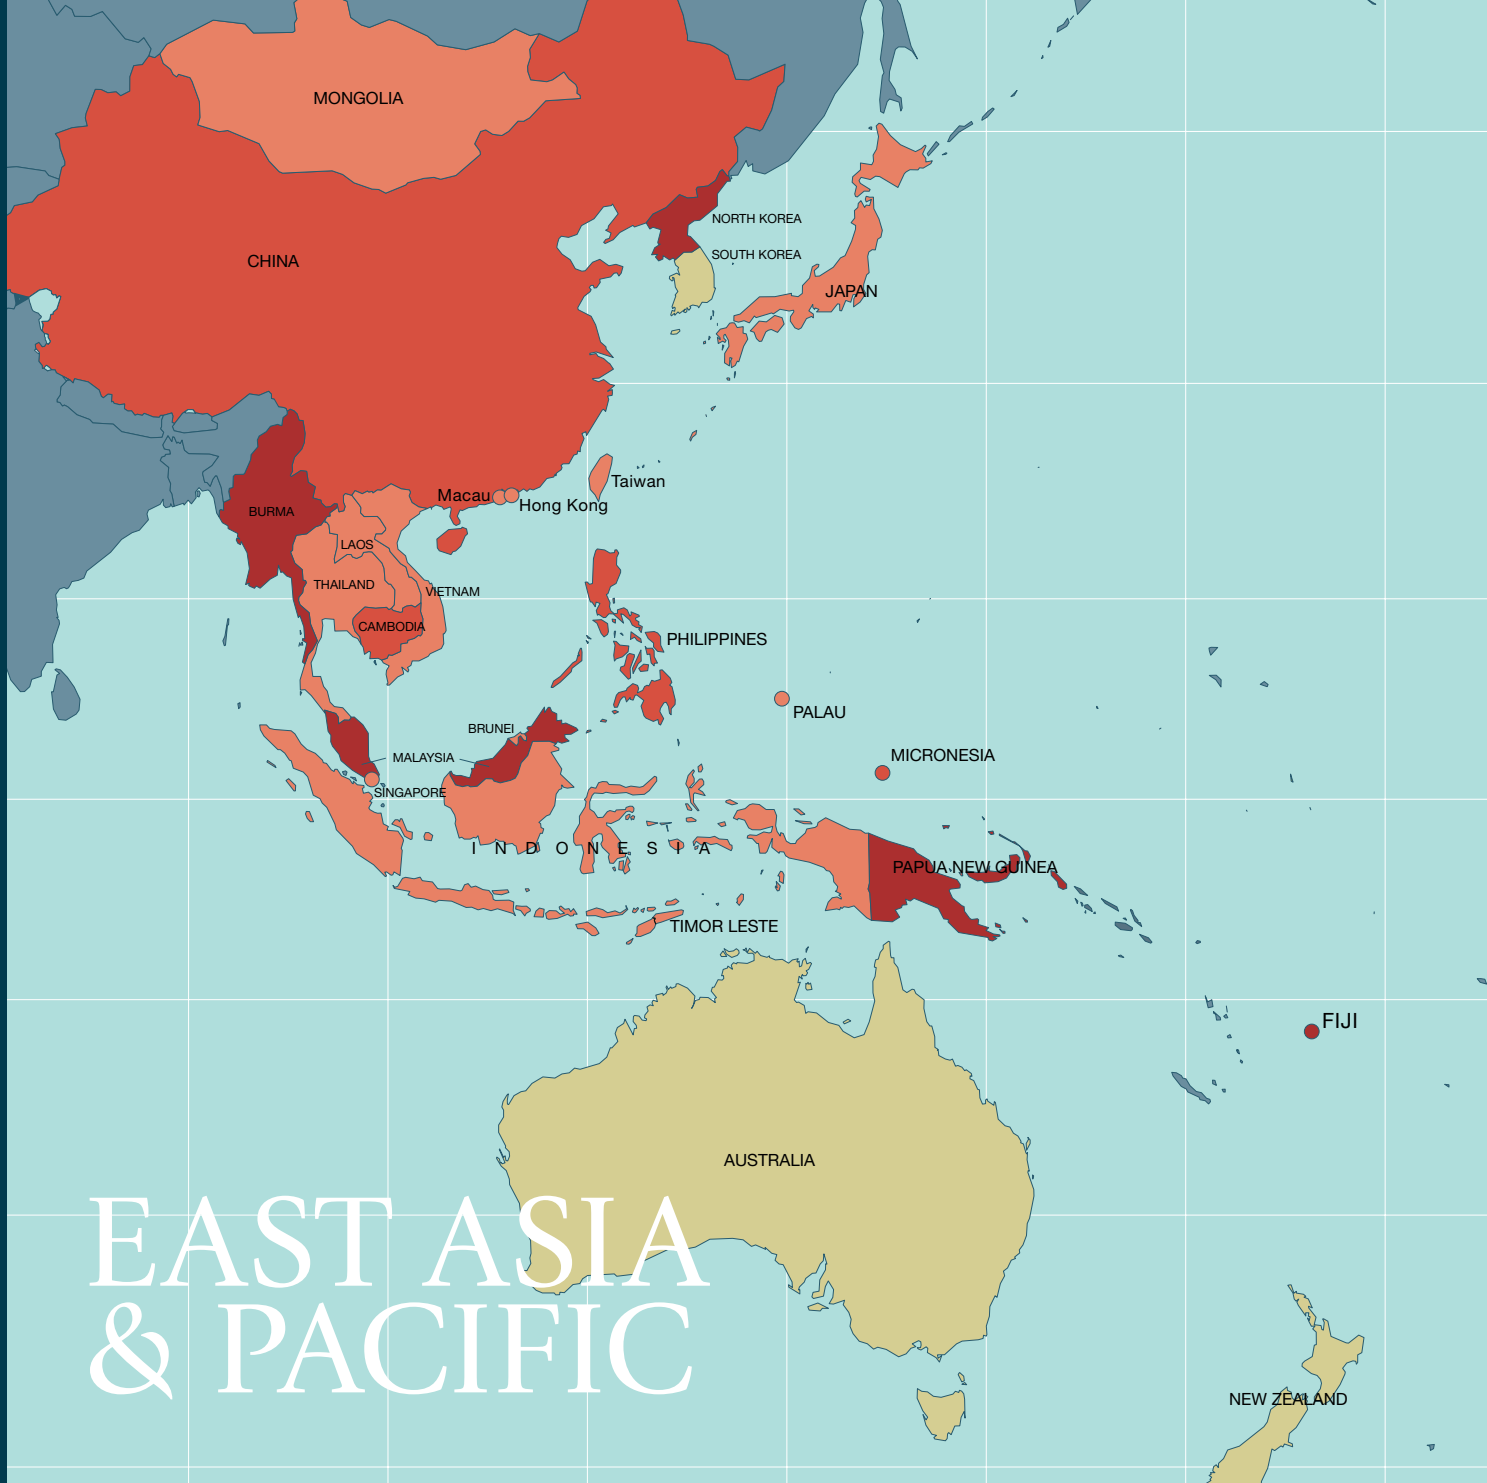 MONGOLIA
NORTH KOREA
SOUTH KOREA
CHINA
JAPAN
Taiwan
Macau
Hong Kong
BURMA
LAOS
THAILAND
VIETNAM
CAMBODIA
PHILIPPINES
PALAU
BRUNEI
MALAYSIA
MICRONESIA
SINGAPORE
INDONESIA
PAPUA NEW GUINEA
TIMOR LESTE
FIJI
AUSTRALIA
EAST ASIA
& PACIFIC
NEW ZEALAND